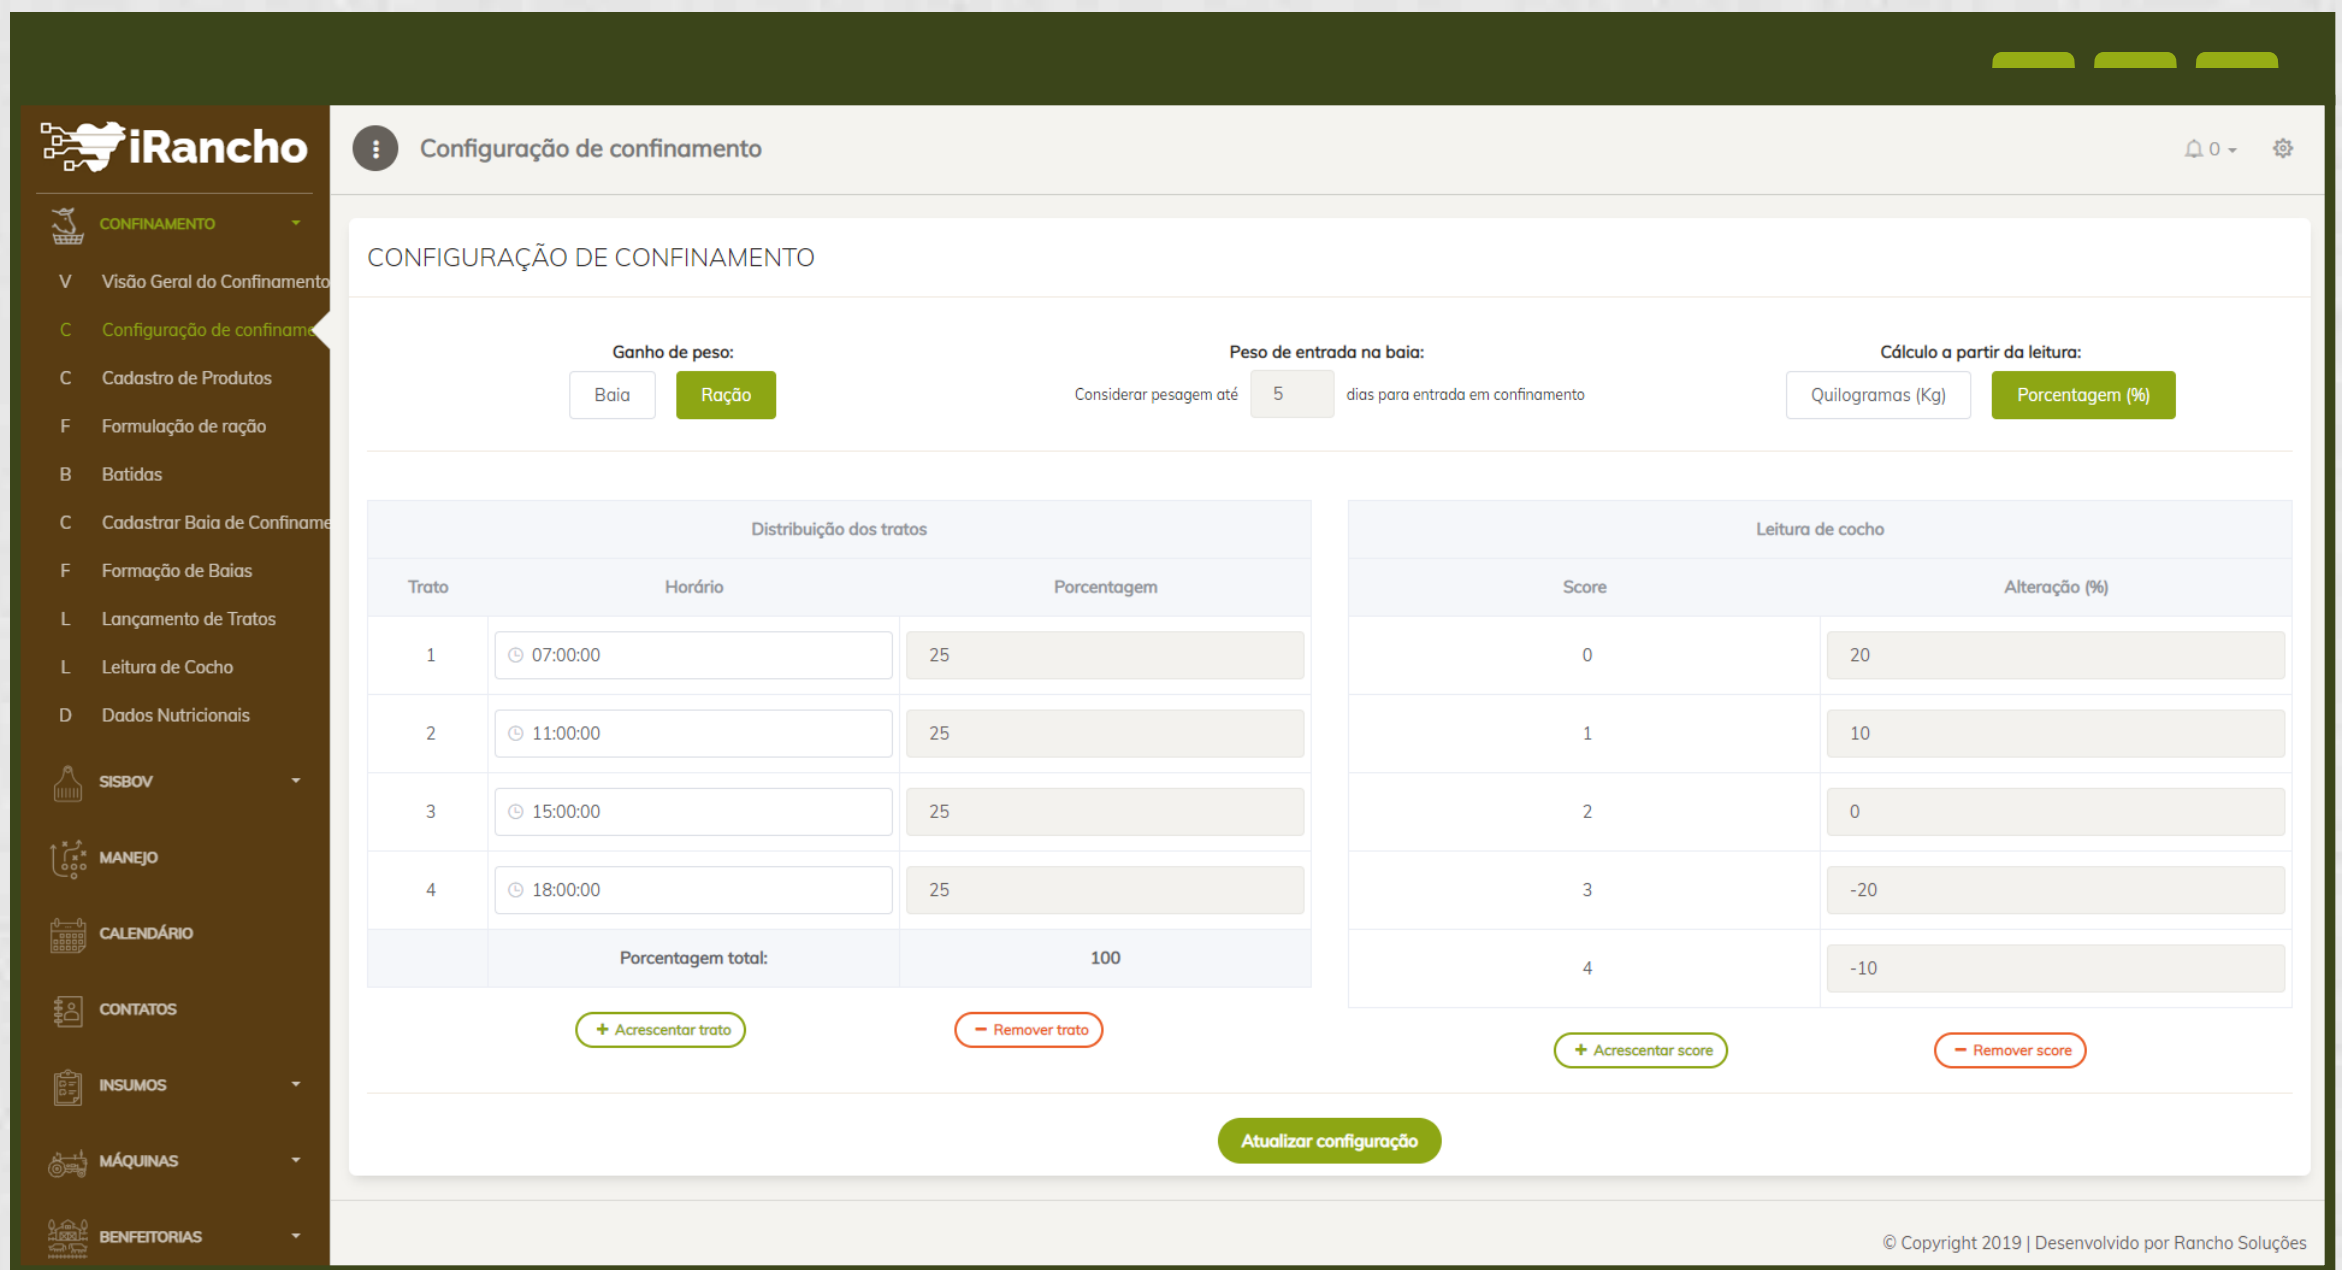 iRancho
Configuração de confinamento
0
CONFINAMENTO
V Visão Geral do Confinamento
C Configuração de confiname
C Cadastro de Produtos
F Formulação de ração
B Batidas
C Cadastrar Baia de Confiname
F Formação de Baias
L Lançamento de Tratos
L Leitura de Cocho
D Dados Nutricionais
SISBOV
MANEJO
CALENDÁRIO
CONTATOS
INSUMOS
MÁQUINAS
BENFEITORIAS
CONFIGURAÇÃO DE CONFINAMENTO
Ganho de peso:
Baia Ração
Peso de entrada na baia:
Considerar pesagem até 5 dias para entrada em confinamento
Cálculo a partir da leitura:
Quilogramas (Kg) Porcentagem (%)
Distribuição dos tratos
Trato Horário Porcentagem
1 07:00:00 25
2 11:00:00 25
3 15:00:00 25
4 18:00:00 25
Porcentagem total: 100
+ Acrescentar trato − Remover trato
Leitura de cocho
Score Alteração (%)
0 20
1 10
2 0
3 -20
4 -10
+ Acrescentar score − Remover score
Atualizar configuração
© Copyright 2019 | Desenvolvido por Rancho Soluções